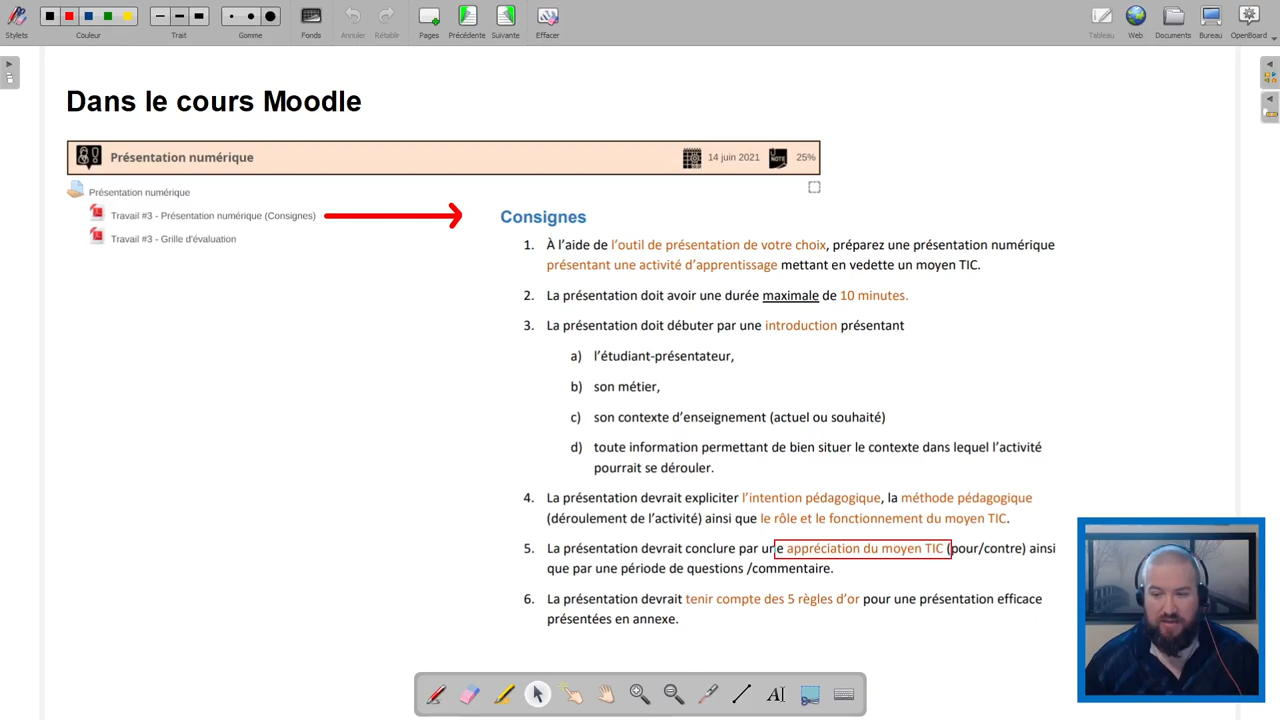 Stylets
Couleur
Trait
Gomme
Fonds
Annuler
Rétablir
Pages
Précédente
Suivante
Effacer
Tableau
Web
Documents
Bureau
OpenBoard
Dans le cours Moodle
Présentation numérique
14 juin 2021
NOTE
25%
Présentation numérique
Travail #3 - Présentation numérique (Consignes)
Travail #3 - Grille d'évaluation
Consignes
1. À l’aide de l’outil de présentation de votre choix, préparez une présentation numérique
présentant une activité d’apprentissage mettant en vedette un moyen TIC.
2. La présentation doit avoir une durée maximale de 10 minutes.
3. La présentation doit débuter par une introduction présentant
a) l’étudiant-présentateur,
b) son métier,
c) son contexte d’enseignement (actuel ou souhaité)
d) toute information permettant de bien situer le contexte dans lequel l’activité
pourrait se dérouler.
4. La présentation devrait expliciter l’intention pédagogique, la méthode pédagogique
(déroulement de l’activité) ainsi que le rôle et le fonctionnement du moyen TIC.
5. La présentation devrait conclure par une appréciation du moyen TIC (pour/contre) ainsi
que par une période de questions /commentaire.
6. La présentation devrait tenir compte des 5 règles d’or pour une présentation efficace
présentées en annexe.